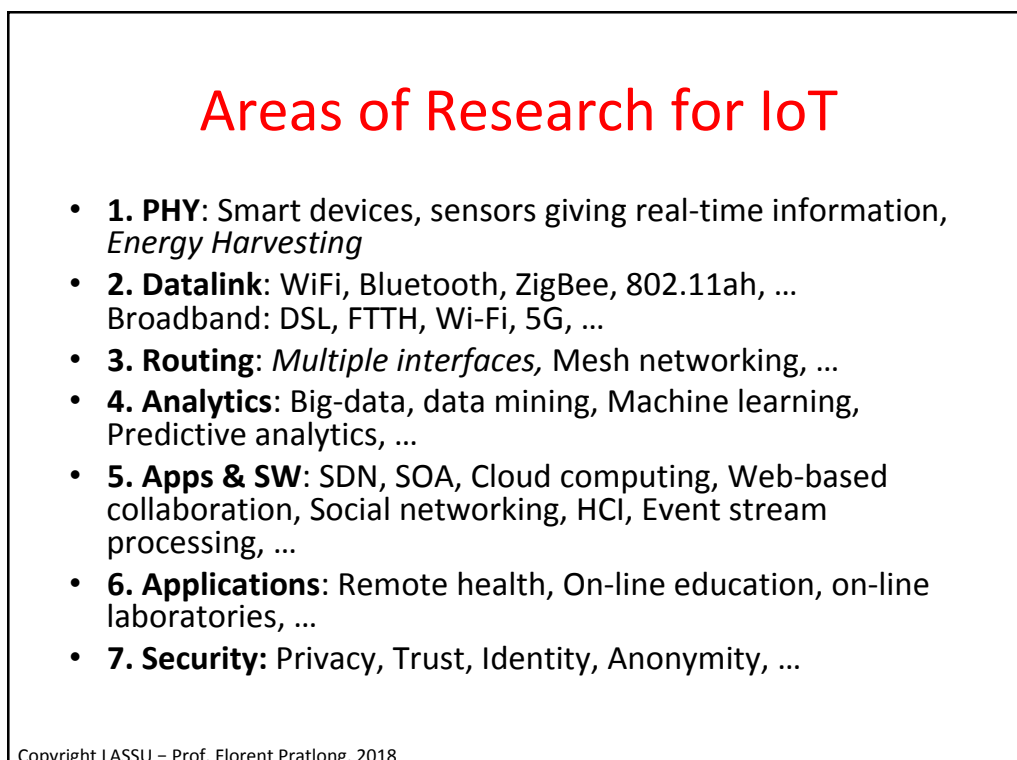 Areas of Research for IoT
• 1. PHY: Smart devices, sensors giving real-time information,
Energy Harvesting
• 2. Datalink: WiFi, Bluetooth, ZigBee, 802.11ah, …
Broadband: DSL, FTTH, Wi-Fi, 5G, …
• 3. Routing: Multiple interfaces, Mesh networking, …
• 4. Analytics: Big-data, data mining, Machine learning,
Predictive analytics, …
• 5. Apps & SW: SDN, SOA, Cloud computing, Web-based
collaboration, Social networking, HCI, Event stream
processing, …
• 6. Applications: Remote health, On-line education, on-line
laboratories, …
• 7. Security: Privacy, Trust, Identity, Anonymity, …
Copyright LASSU – Prof. Florent Pratlong, 2018